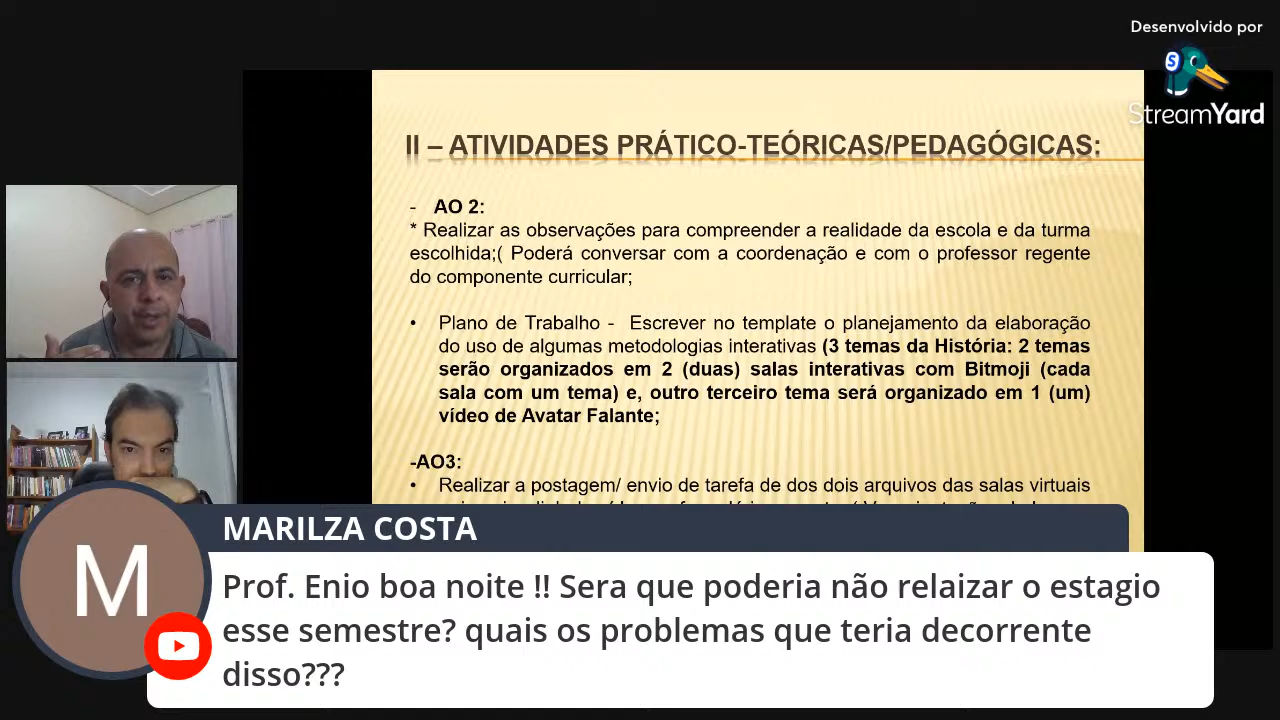 Desenvolvido por
StreamYard
II – ATIVIDADES PRÁTICO-TEÓRICAS/PEDAGÓGICAS:
- AO 2:
* Realizar as observações para compreender a realidade da escola e da turma
escolhida;( Poderá conversar com a coordenação e com o professor regente
do componente curricular;
• Plano de Trabalho - Escrever no template o planejamento da elaboração
do uso de algumas metodologias interativas (3 temas da História: 2 temas
serão organizados em 2 (duas) salas interativas com Bitmoji (cada
sala com um tema) e, outro terceiro tema será organizado em 1 (um)
vídeo de Avatar Falante;
-AO3:
• Realizar a postagem/ envio de tarefa de dos dois arquivos das salas virtuais
M
MARILZA COSTA
Prof. Enio boa noite !! Sera que poderia não relaizar o estagio
esse semestre? quais os problemas que teria decorrente
disso???